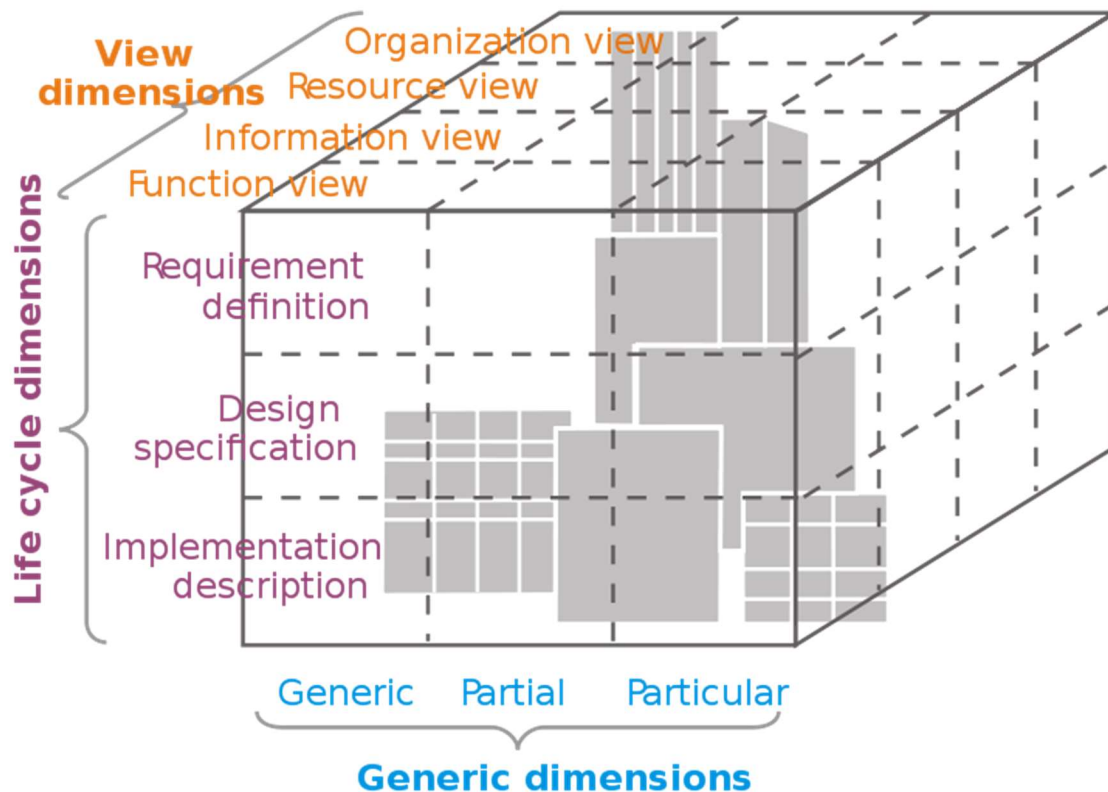 View
dimensions
Organization view
Resource view
Information view
Function view
Life cycle dimensions
Requirement
definition
Design
specification
Implementation
description
Generic
Partial
Particular
Generic dimensions